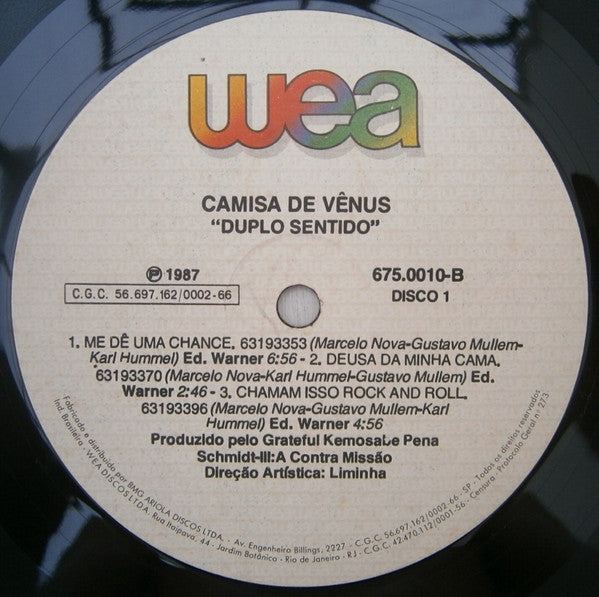 wea
CAMISA DE VÊNUS
“DUPLO SENTIDO”
℗ 1987
675.0010-B
C.G.C. 56.697.162/0002-66
DISCO 1
1. ME DÊ UMA CHANCE. 63193353 (Marcelo Nova-Gustavo Mullem-
Karl Hummel) Ed. Warner 6:56 - 2. DEUSA DA MINHA CAMA.
63193370 (Marcelo Nova-Karl Hummel-Gustavo Mullem) Ed.
Warner 2:46 - 3. CHAMAM ISSO ROCK AND ROLL.
63193396 (Marcelo Nova-Gustavo Mullem-Karl
Hummel) Ed. Warner 4:56
Produzido pelo Grateful Kemosabe Pena
Schmidt-III:A Contra Missão
Direção Artística: Liminha
Fabricado e distribuído por BMG ARIOLA DISCOS LTDA. - Av. Engenheiro Billings, 2227 - C.G.C. 56.697.162/0002-66 - SP - Todos os direitos reservados
Ind. Brasileira - WEA DISCOS LTDA. Rua Itaipava, 44 - Jardim Botânico - Rio de Janeiro - RJ - C.G.C. 42.470.112/0001-56 - Censura - Protocolo Geral nº 273.